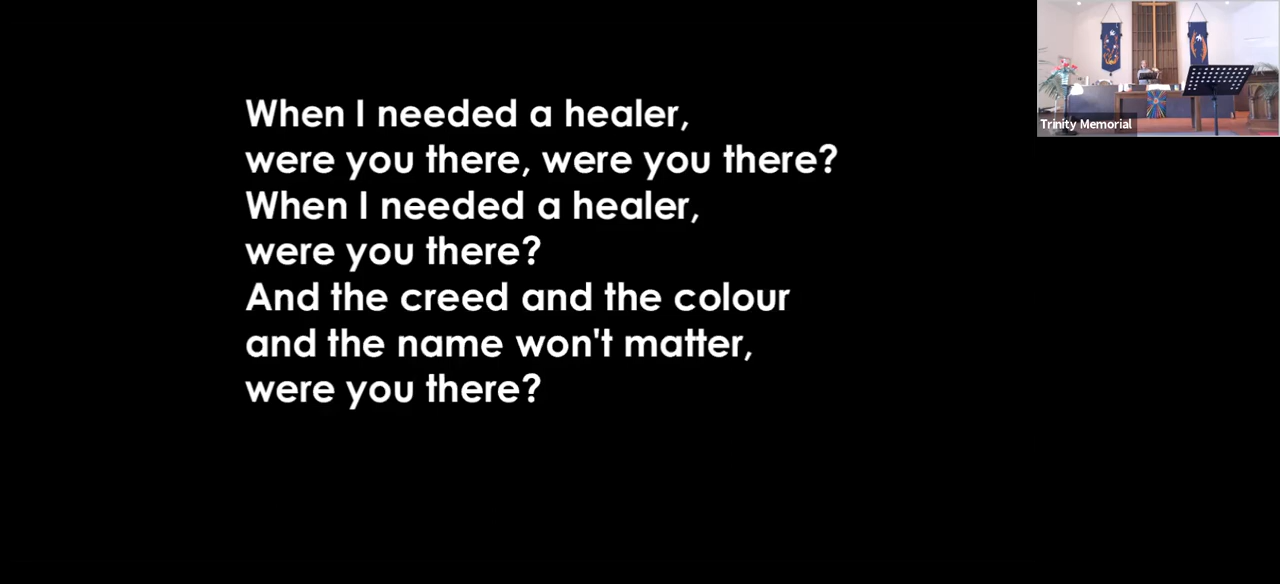 When I needed a healer,
were you there, were you there?
When I needed a healer,
were you there?
And the creed and the colour
and the name won't matter,
were you there?
Trinity Memorial